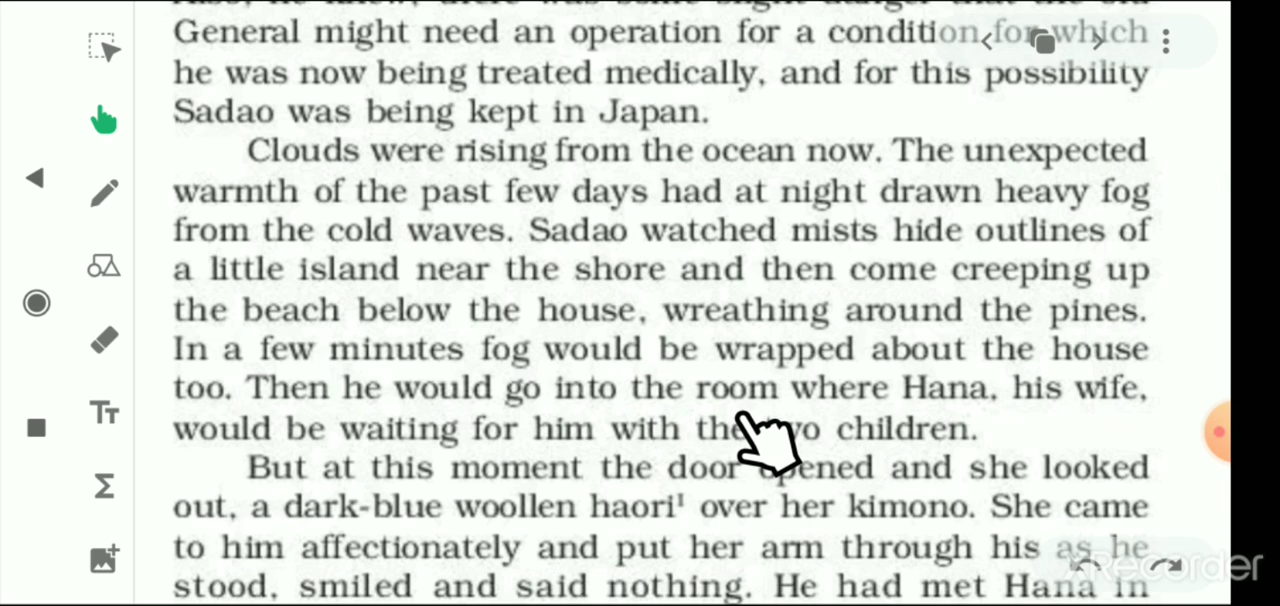 General might need an operation for a condition for which
he was now being treated medically, and for this possibility
Sadao was being kept in Japan.
Clouds were rising from the ocean now. The unexpected
warmth of the past few days had at night drawn heavy fog
from the cold waves. Sadao watched mists hide outlines of
a little island near the shore and then come creeping up
the beach below the house, wreathing around the pines.
In a few minutes fog would be wrapped about the house
too. Then he would go into the room where Hana, his wife,
would be waiting for him with the two children.
But at this moment the door opened and she looked
out, a dark-blue woollen haori¹ over her kimono. She came
to him affectionately and put her arm through his as he
stood, smiled and said nothing. He had met Hana in
Tт
Σ
XRecorder